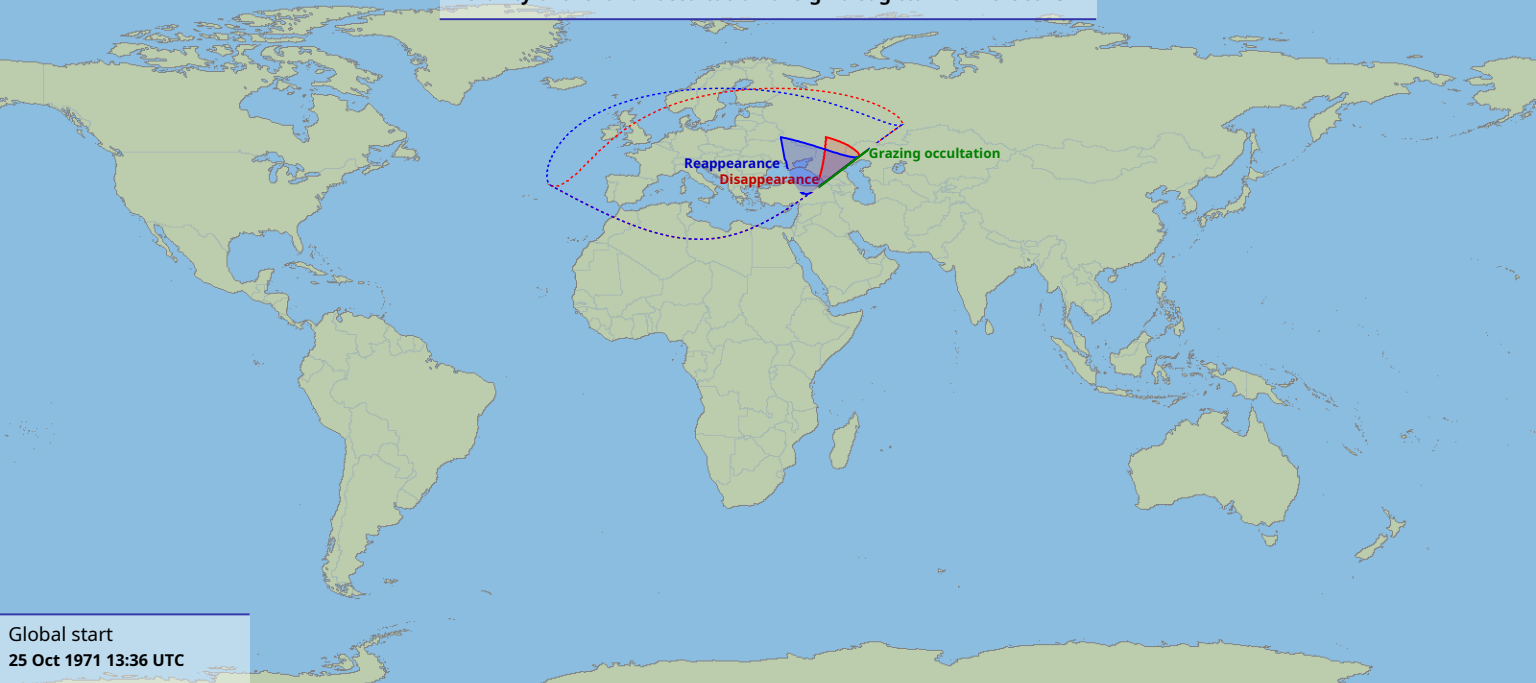 Reappearance
Grazing occultation
Disappearance
Global start
25 Oct 1971 13:36 UTC